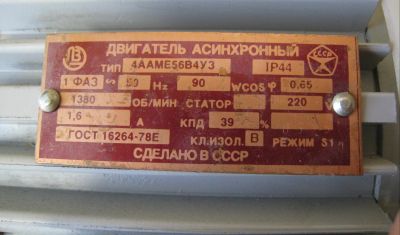 ДВИГАТЕЛЬ АСИНХРОННЫЙ
ТИП 4ААМЕ56В4У3 IP44
СССР
1 ФАЗ 50 Hz 90 W COS φ 0,65
1380 ОБ/МИН СТАТОР 220
1,6 А КПД 39 %
ГОСТ 16264-78Е КЛ.ИЗОЛ. В РЕЖИМ S1
СДЕЛАНО В СССР